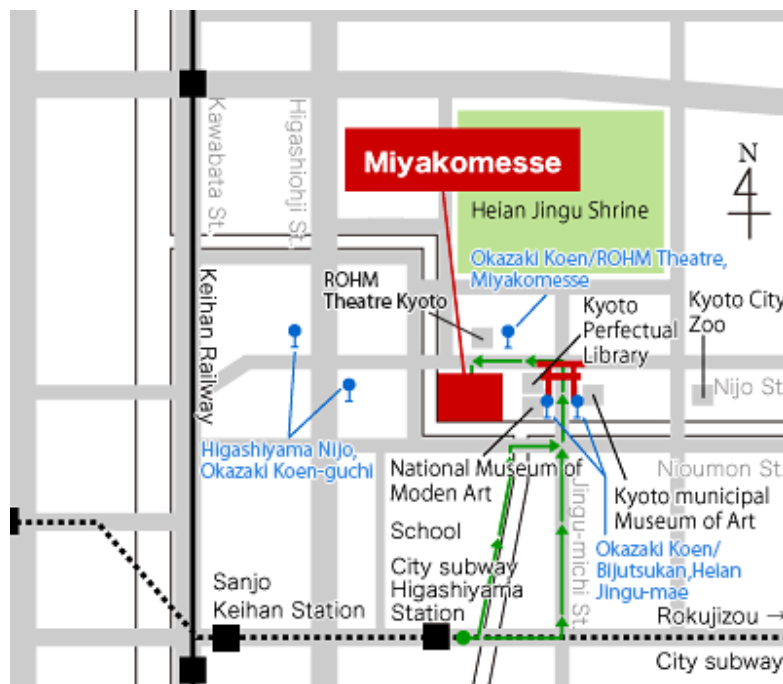 Kawabata St.
Higashiohji St.
Miyakomesse
N
Heian Jingu Shrine
Okazaki Koen/ROHM Theatre,
Miyakomesse
ROHM
Theatre Kyoto
Kyoto
Perfectual
Library
Kyoto City
Zoo
Keihan Railway
Nijo St.
Higashiyama Nijo,
Okazaki Koen-guchi
National Museum of
Moden Art
Nioumon St.
Kyoto municipal
Museum of Art
Jingu-michi St.
School
Okazaki Koen/
Bijutsukan,Heian
Jingu-mae
City subway
Higashiyama
Station
Sanjo
Keihan Station
Rokujizou →
City subway